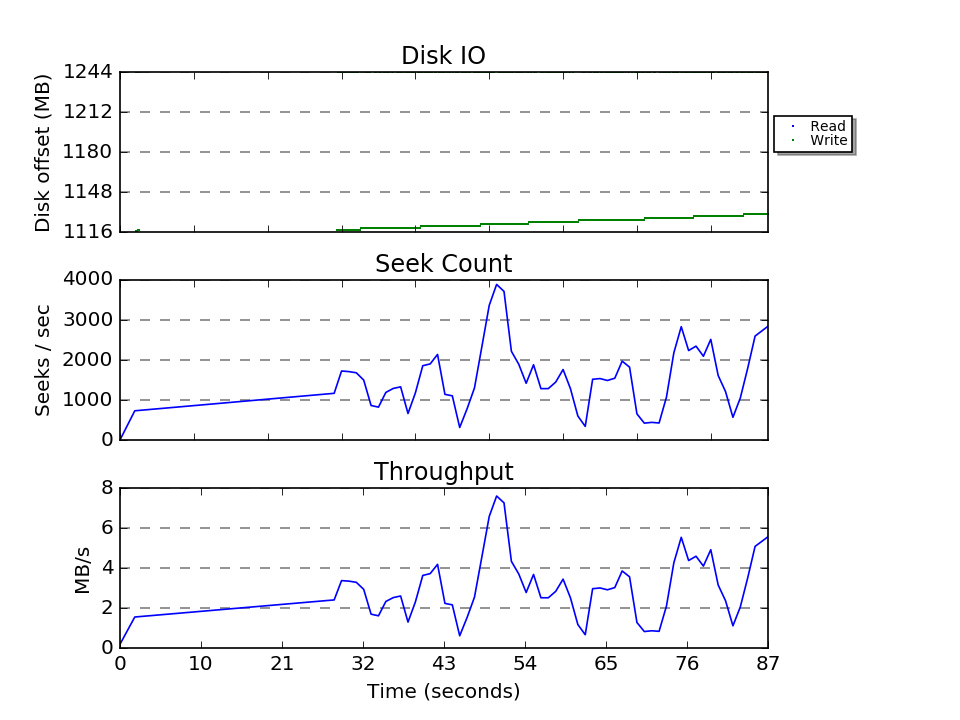 Disk IO
Disk offset (MB)
1244
1212
1180
1148
1116
Read
Write
Seek Count
Seeks / sec
4000
3000
2000
1000
0
Throughput
MB/s
8
6
4
2
0
0 10 21 32 43 54 65 76 87
Time (seconds)